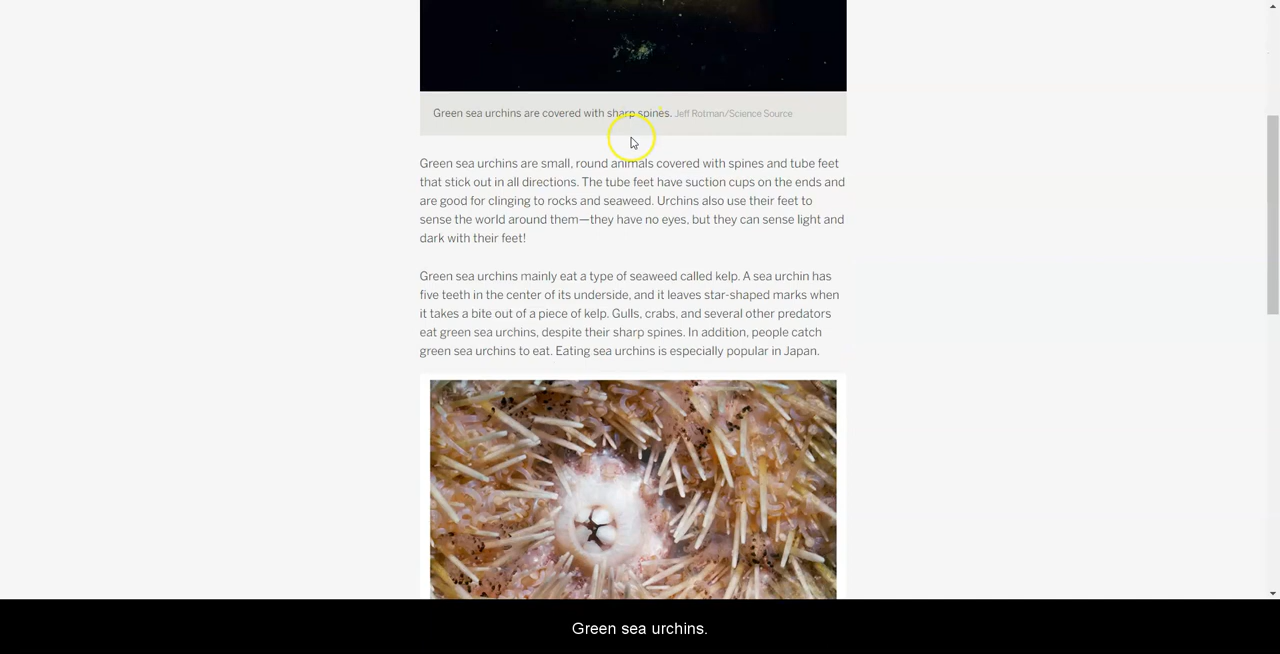 Green sea urchins are covered with sharp spines. Jeff Rotman/Science Source
Green sea urchins are small, round animals covered with spines and tube feet
that stick out in all directions. The tube feet have suction cups on the ends and
are good for clinging to rocks and seaweed. Urchins also use their feet to
sense the world around them—they have no eyes, but they can sense light and
dark with their feet!
Green sea urchins mainly eat a type of seaweed called kelp. A sea urchin has
five teeth in the center of its underside, and it leaves star-shaped marks when
it takes a bite out of a piece of kelp. Gulls, crabs, and several other predators
eat green sea urchins, despite their sharp spines. In addition, people catch
green sea urchins to eat. Eating sea urchins is especially popular in Japan.
Green sea urchins.